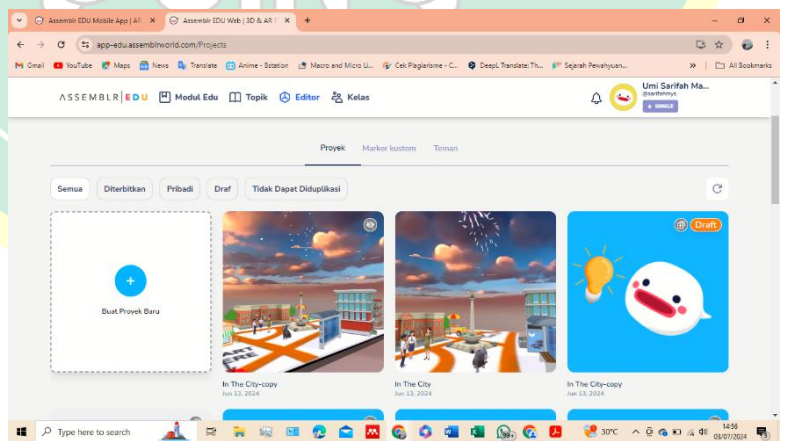 Assemblr EDU Mobile App | All
Assemblr EDU Web | 3D & AR
app-edu.assemblrworld.com/Projects
Gmail YouTube Maps News Translate Anime - Bstation Macro and Micro Li... Cek Plagiarisme - C... DeepL Translate: Th... Sejarah Penyahyuan... » All Bookmarks
ASSEMBLR EDU Modul Edu Topik Editor Kelas
Umi Sarifah Ma...
@sarifahmys
SINGLE
Proyek Marker kustom Teman
Semua Diterbitkan Pribadi Draf Tidak Dapat Diduplikasi
Draft
Buat Proyek Baru
In The City-copy
Jun 13, 2024
In The City
Jun 13, 2024
In The City-copy
Jun 13, 2024
Type here to search
99+
30°C
14:56
03/07/2024